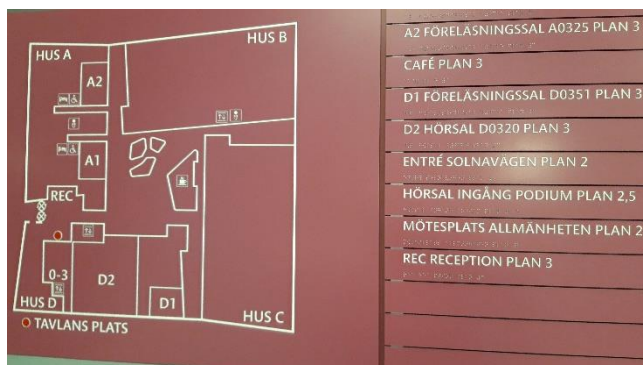 HUS A
HUS B
A2
A1
REC
0-3
D2
D1
HUS D
HUS C
TAVLANS PLATS
A2 FÖRELÄSNINGSSAL A0325 PLAN 3
CAFÉ PLAN 3
D1 FÖRELÄSNINGSSAL D0351 PLAN 3
D2 HÖRSAL D0320 PLAN 3
ENTRÉ SOLNAVÄGEN PLAN 2
HÖRSAL INGÅNG PODIUM PLAN 2,5
MÖTESPLATS ALLMÄNHETEN PLAN 2
REC RECEPTION PLAN 3